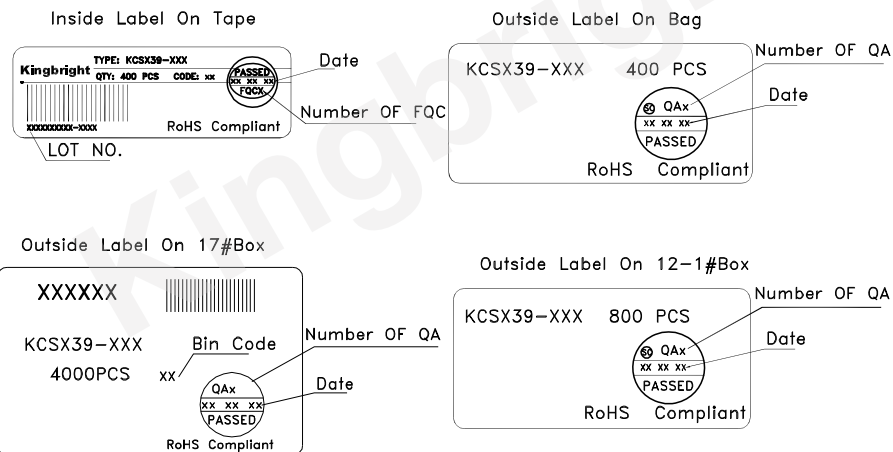 Inside Label On Tape
TYPE: KCSX39-XXX
Kingbright
QTY: 400 PCS CODE: xx
PASSED
xx xx xx
FQCX
Date
Number OF FQC
xxxxxxxxxx-xxxx
RoHS Compliant
LOT NO.
Outside Label On Bag
KCSX39-XXX 400 PCS
Number OF QA
SC QAx
Date
xx xx xx
PASSED
RoHS Compliant
Outside Label On 17#Box
XXXXXX
KCSX39-XXX Bin Code
Number OF QA
4000PCS xx
QAx
Date
xx xx xx
PASSED
RoHS Compliant
Outside Label On 12-1#Box
KCSX39-XXX 800 PCS
Number OF QA
SC QAx
Date
xx xx xx
PASSED
RoHS Compliant
Kingbright